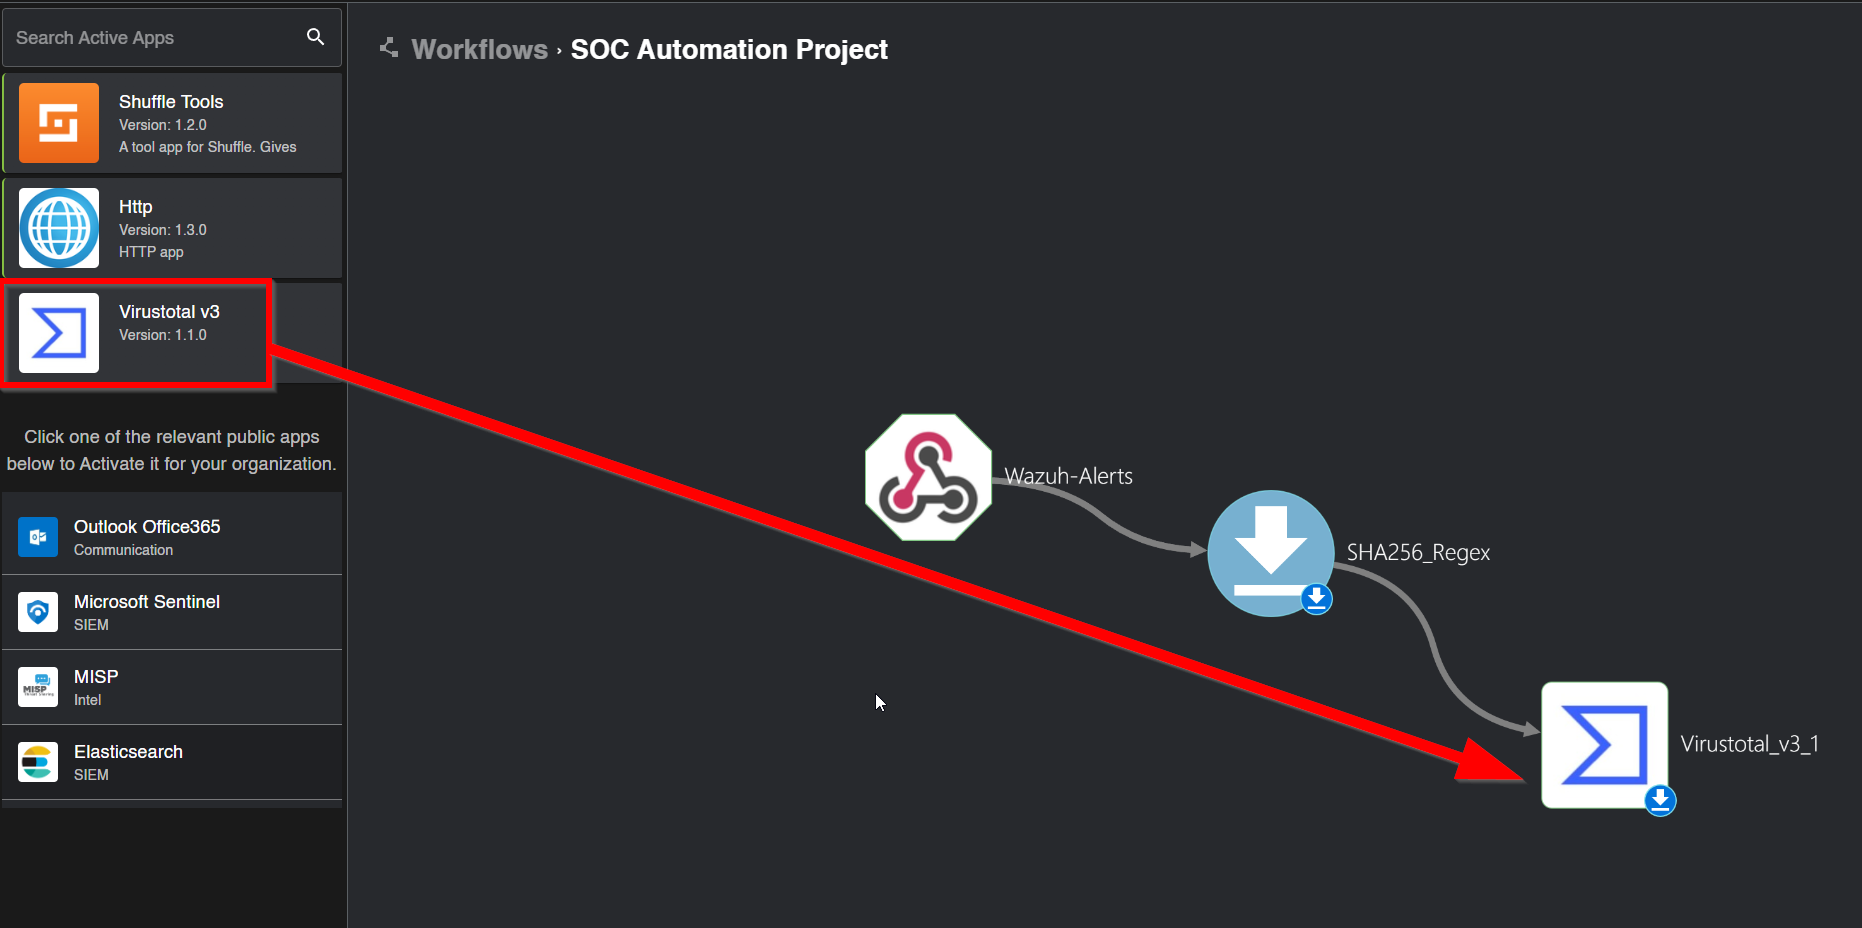 Search Active Apps
Workflows › SOC Automation Project
Shuffle Tools
Version: 1.2.0
A tool app for Shuffle. Gives
Http
Version: 1.3.0
HTTP app
Virustotal v3
Version: 1.1.0
Click one of the relevant public apps
below to Activate it for your organization.
Outlook Office365
Communication
Microsoft Sentinel
SIEM
MISP
MISP
Intel
Elasticsearch
SIEM
Wazuh-Alerts
SHA256_Regex
Virustotal_v3_1